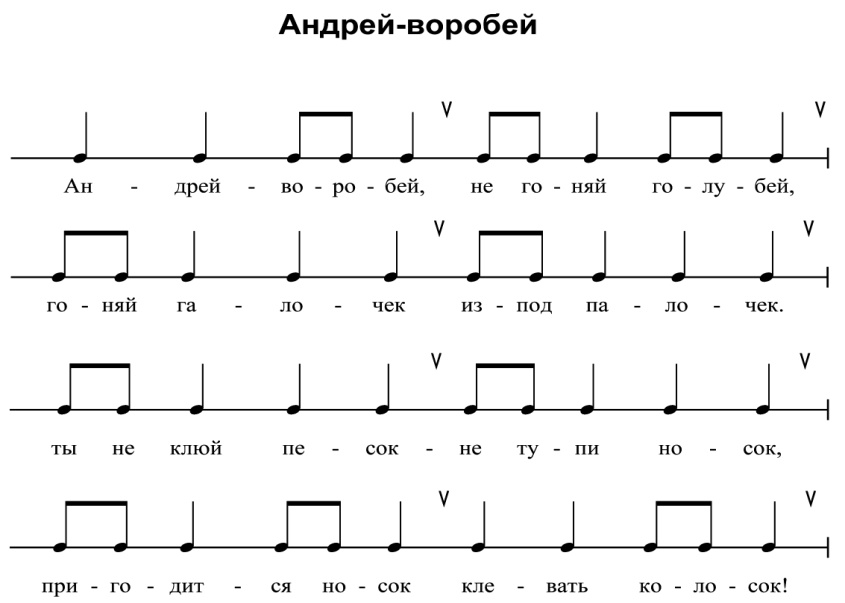 Андрей-воробей
Ан - дрей - во - ро - бей, не го - няй го - лу - бей,
го - няй га - ло - чек из - под па - ло - чек.
ты не клюй пе - сок - не ту - пи но - сок,
при - го - дит - ся но - сок кле - вать ко - ло - сок!